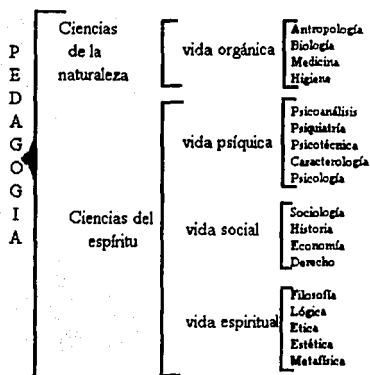 PEDAGOGIA
Ciencias
de la
naturaleza
vida orgánica
Antropología
Biología
Medicina
Higiene
Ciencias del
espíritu
vida psíquica
Psicoanálisis
Psiquiatría
Psicotécnica
Caracterología
Psicología
vida social
Sociología
Historia
Economía
Derecho
vida espiritual
Filosofía
Lógica
Etica
Estética
Metafísica